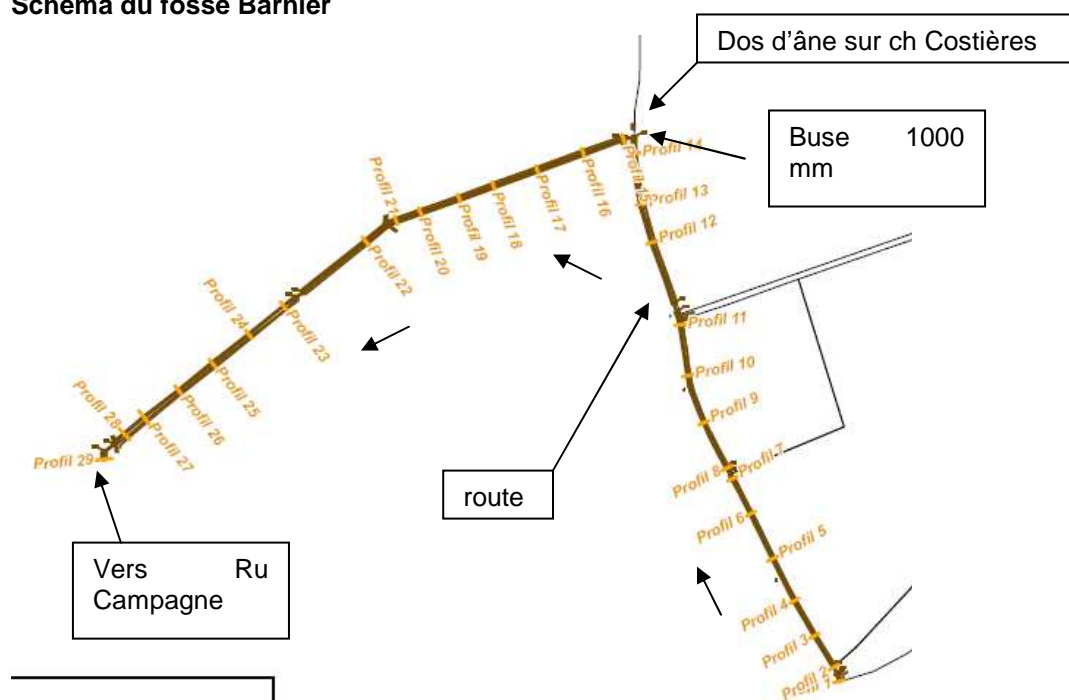 Schéma du fossé Barnier
Dos d'âne sur ch Costières
Buse 1000
mm
Profil 14
Profil 15
Profil 13
Profil 12
Profil 16
Profil 17
Profil 18
Profil 19
Profil 20
Profil 21
Profil 22
Profil 11
Profil 10
Profil 9
Profil 24
Profil 23
Profil 25
Profil 26
Profil 28
Profil 27
Profil 29
Profil 8
Profil 7
Profil 6
Profil 5
Profil 4
Profil 3
Profil 2
Profil 1
route
Vers Ru
Campagne